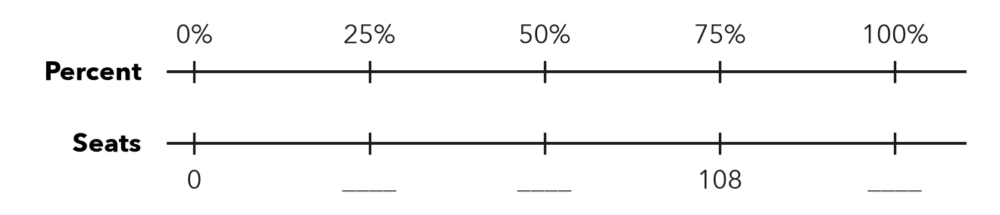 0% 25% 50% 75% 100%
Percent
Seats
0 ____ ____ 108 ____